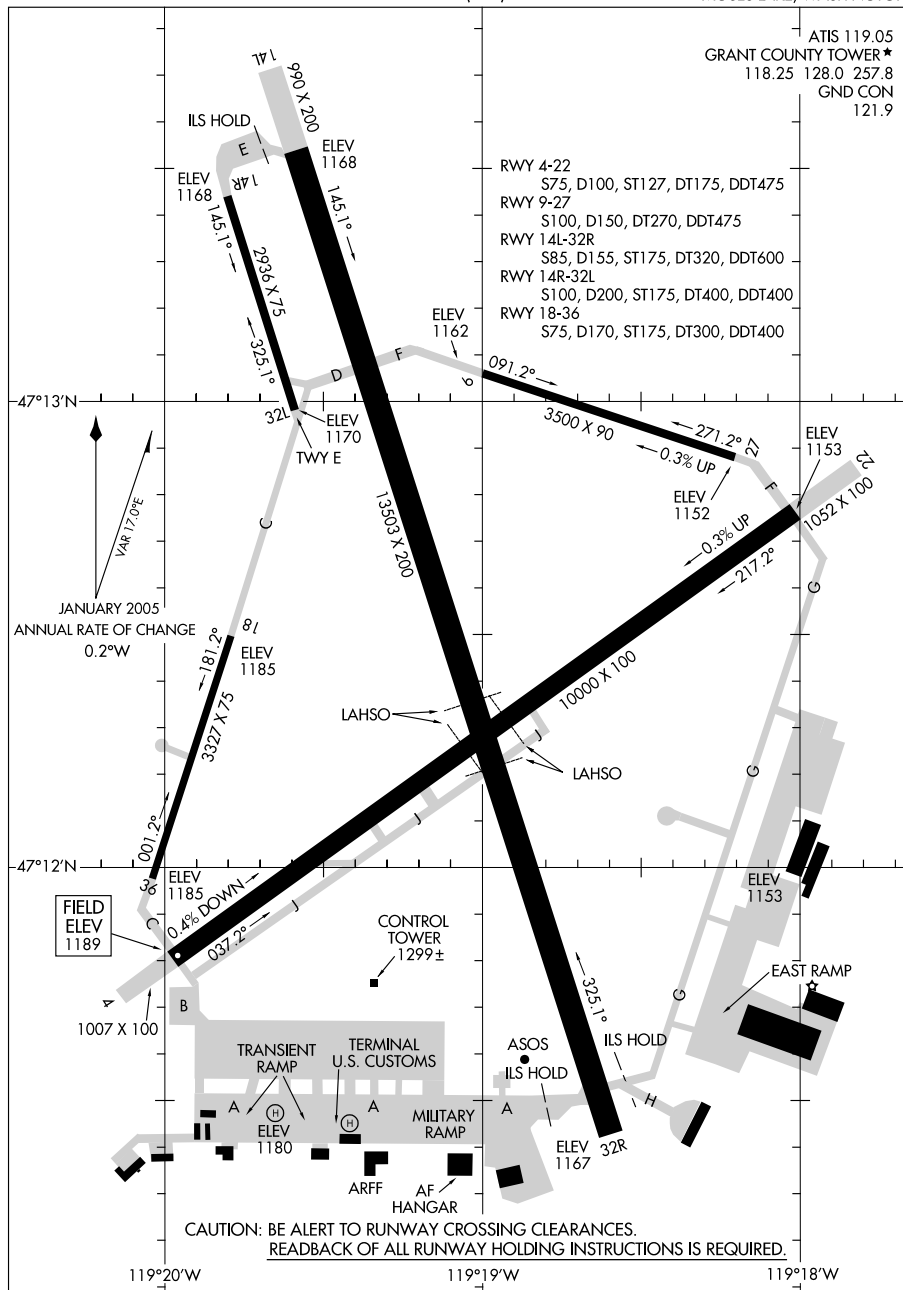 ATIS 119.05
GRANT COUNTY TOWER★
118.25 128.0 257.8
GND CON
121.9
14L
990 X 200
ILS HOLD
E
ELEV
1168
14R
ELEV
1168
145.1°
145.1°
2936 X 75
325.1°
RWY 4-22
S75, D100, ST127, DT175, DDT475
RWY 9-27
S100, D150, DT270, DDT475
RWY 14L-32R
S85, D155, ST175, DT320, DDT600
RWY 14R-32L
S100, D200, ST175, DT400, DDT400
RWY 18-36
S75, D170, ST175, DT300, DDT400
ELEV
1162
D
F
9
091.2°
3500 X 90
271.2°
27
0.3% UP
47°13'N
32L
ELEV
1170
TWY E
ELEV
1153
22
ELEV
1152
F
1052 X 100
VAR 17.0°E
C
13503 X 200
0.3% UP
217.2°
JANUARY 2005
ANNUAL RATE OF CHANGE
0.2°W
G
18
ELEV
1185
181.2°
3327 X 75
10000 X 100
LAHSO
J
LAHSO
G
J
001.2°
47°12'N
36
ELEV
1185
ELEV
1153
FIELD
ELEV
1189
C
0.4% DOWN
037.2°
J
CONTROL
TOWER
1299±
EAST RAMP
4
B
G
1007 X 100
325.1°
TRANSIENT
RAMP
TERMINAL
U.S. CUSTOMS
ASOS
ILS HOLD
ILS HOLD
A
H
ELEV
1180
H
A
MILITARY
RAMP
A
H
ELEV
1167
32R
ARFF
AF
HANGAR
CAUTION: BE ALERT TO RUNWAY CROSSING CLEARANCES.
READBACK OF ALL RUNWAY HOLDING INSTRUCTIONS IS REQUIRED.
119°20'W
119°19'W
119°18'W